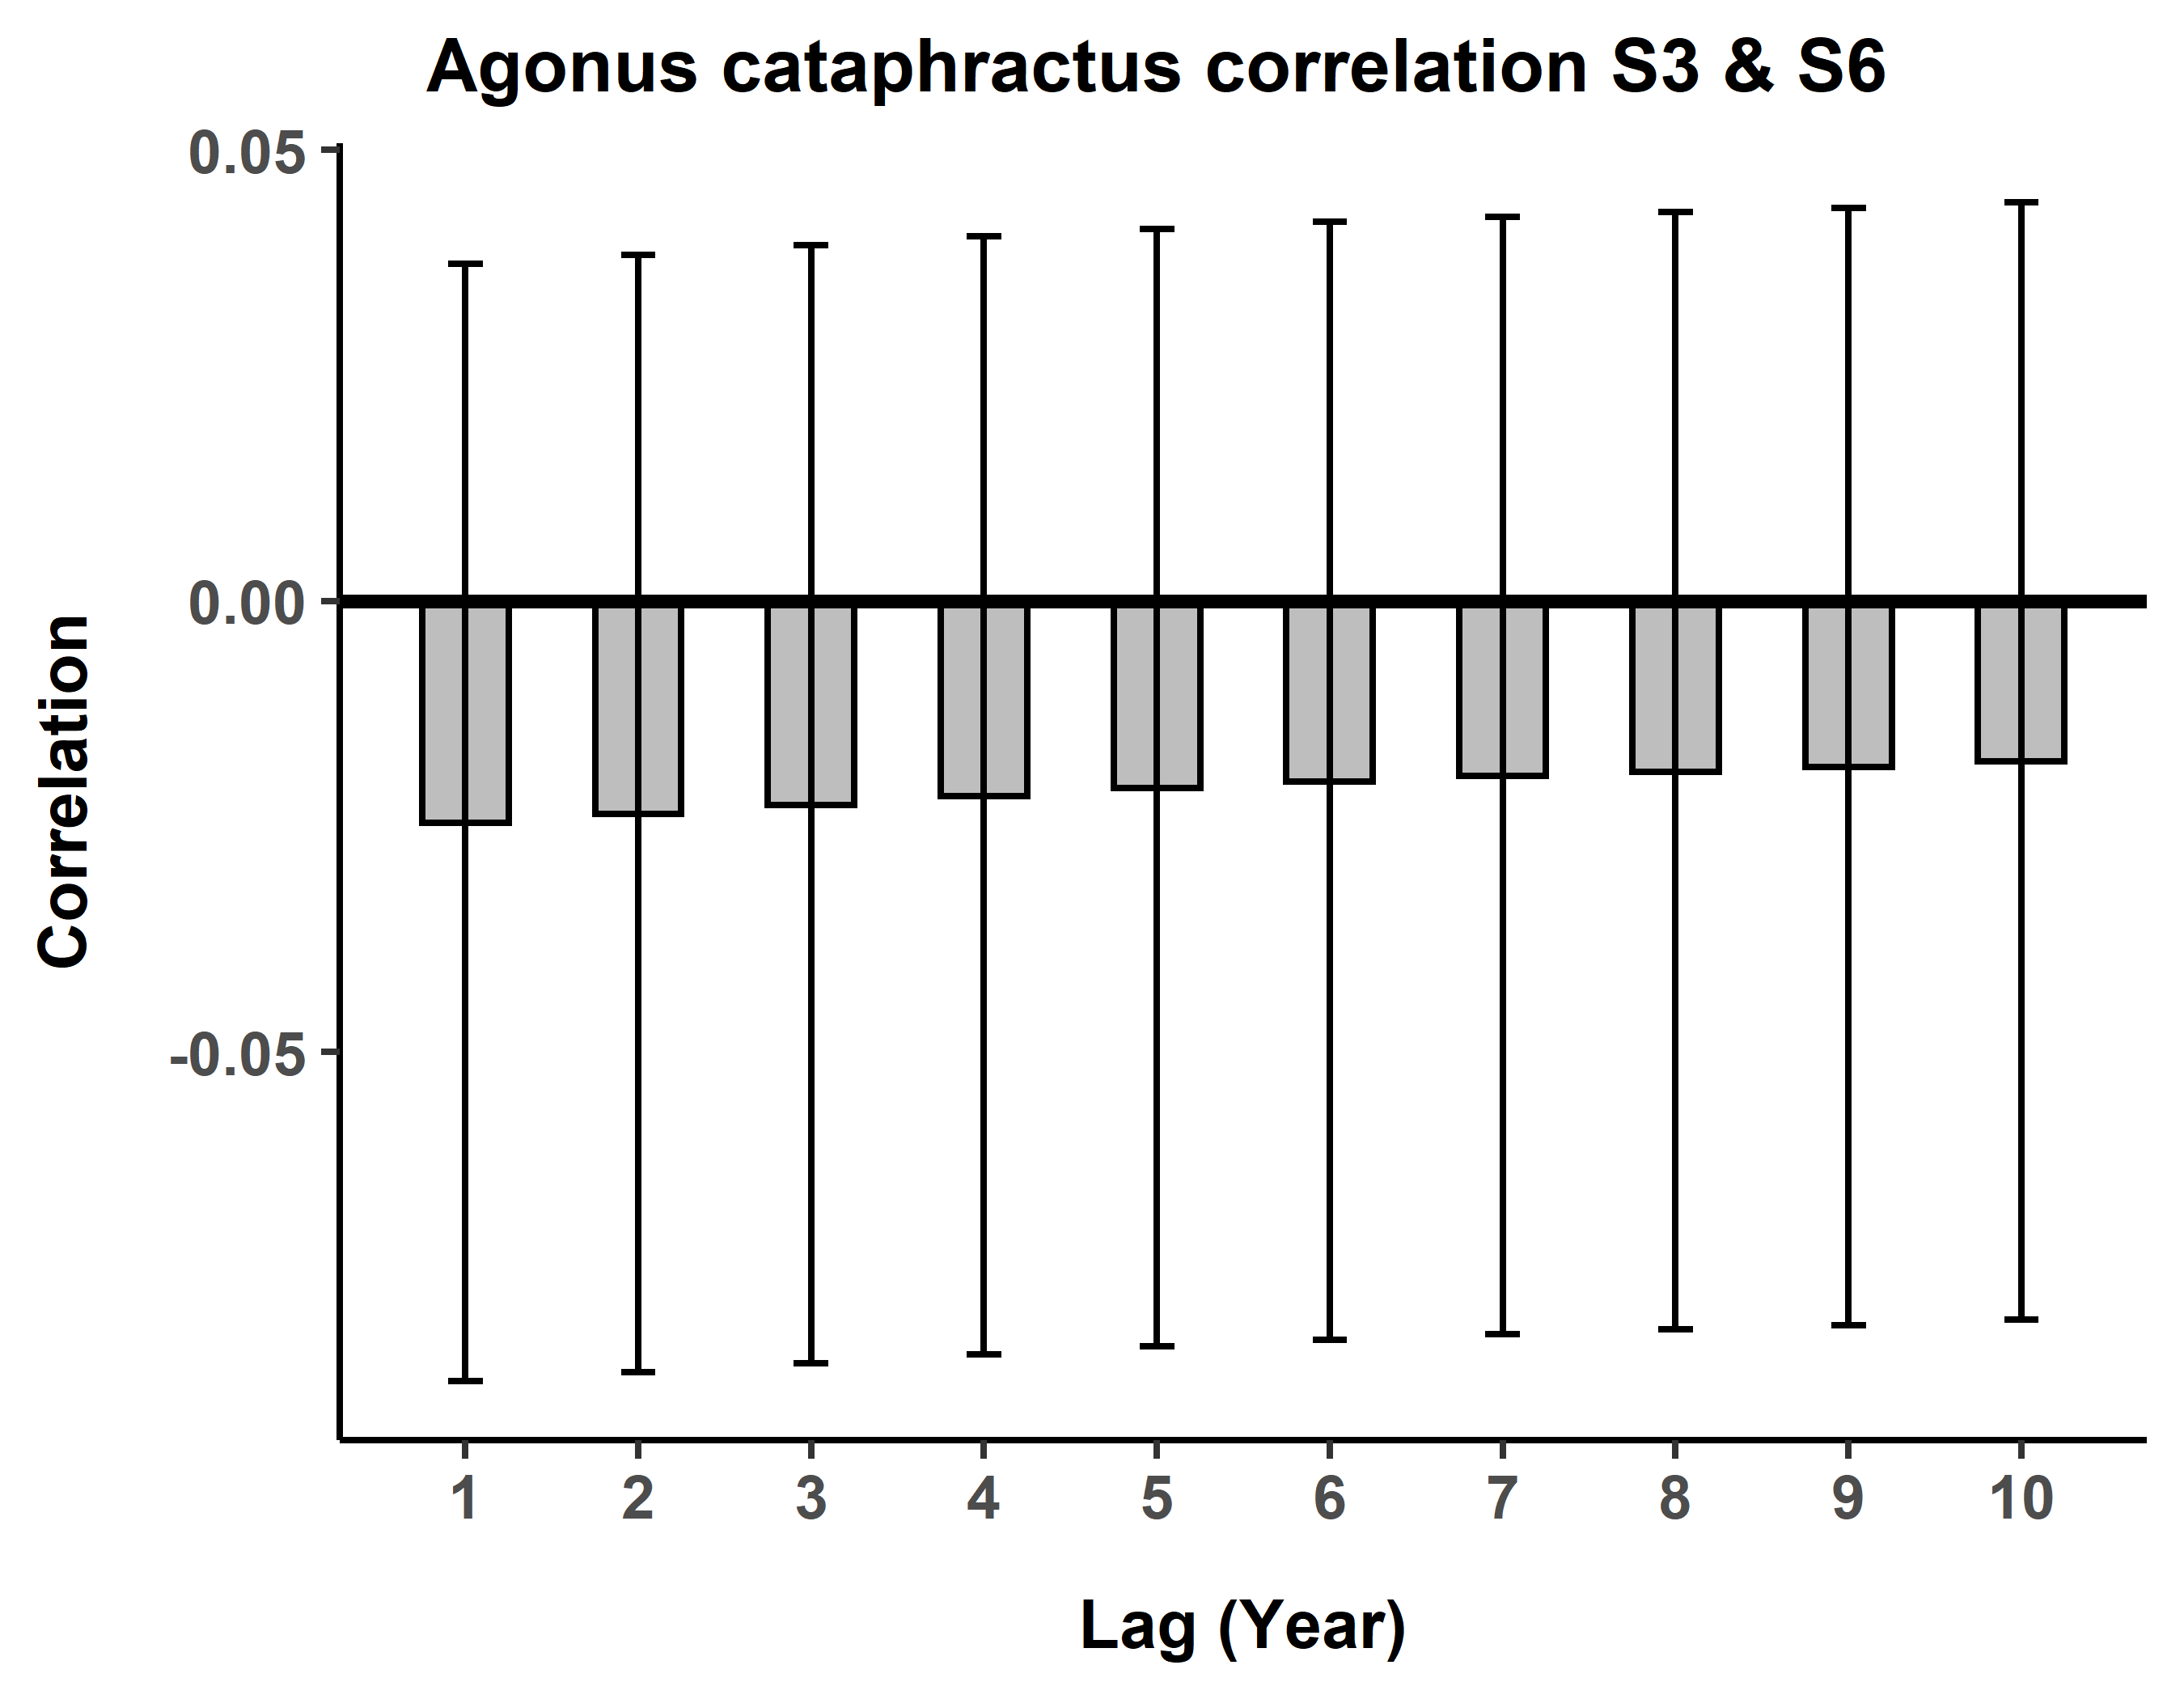 Agonus cataphractus correlation S3 & S6
0.05
0.00
-0.05
Correlation
1 2 3 4 5 6 7 8 9 10
Lag (Year)